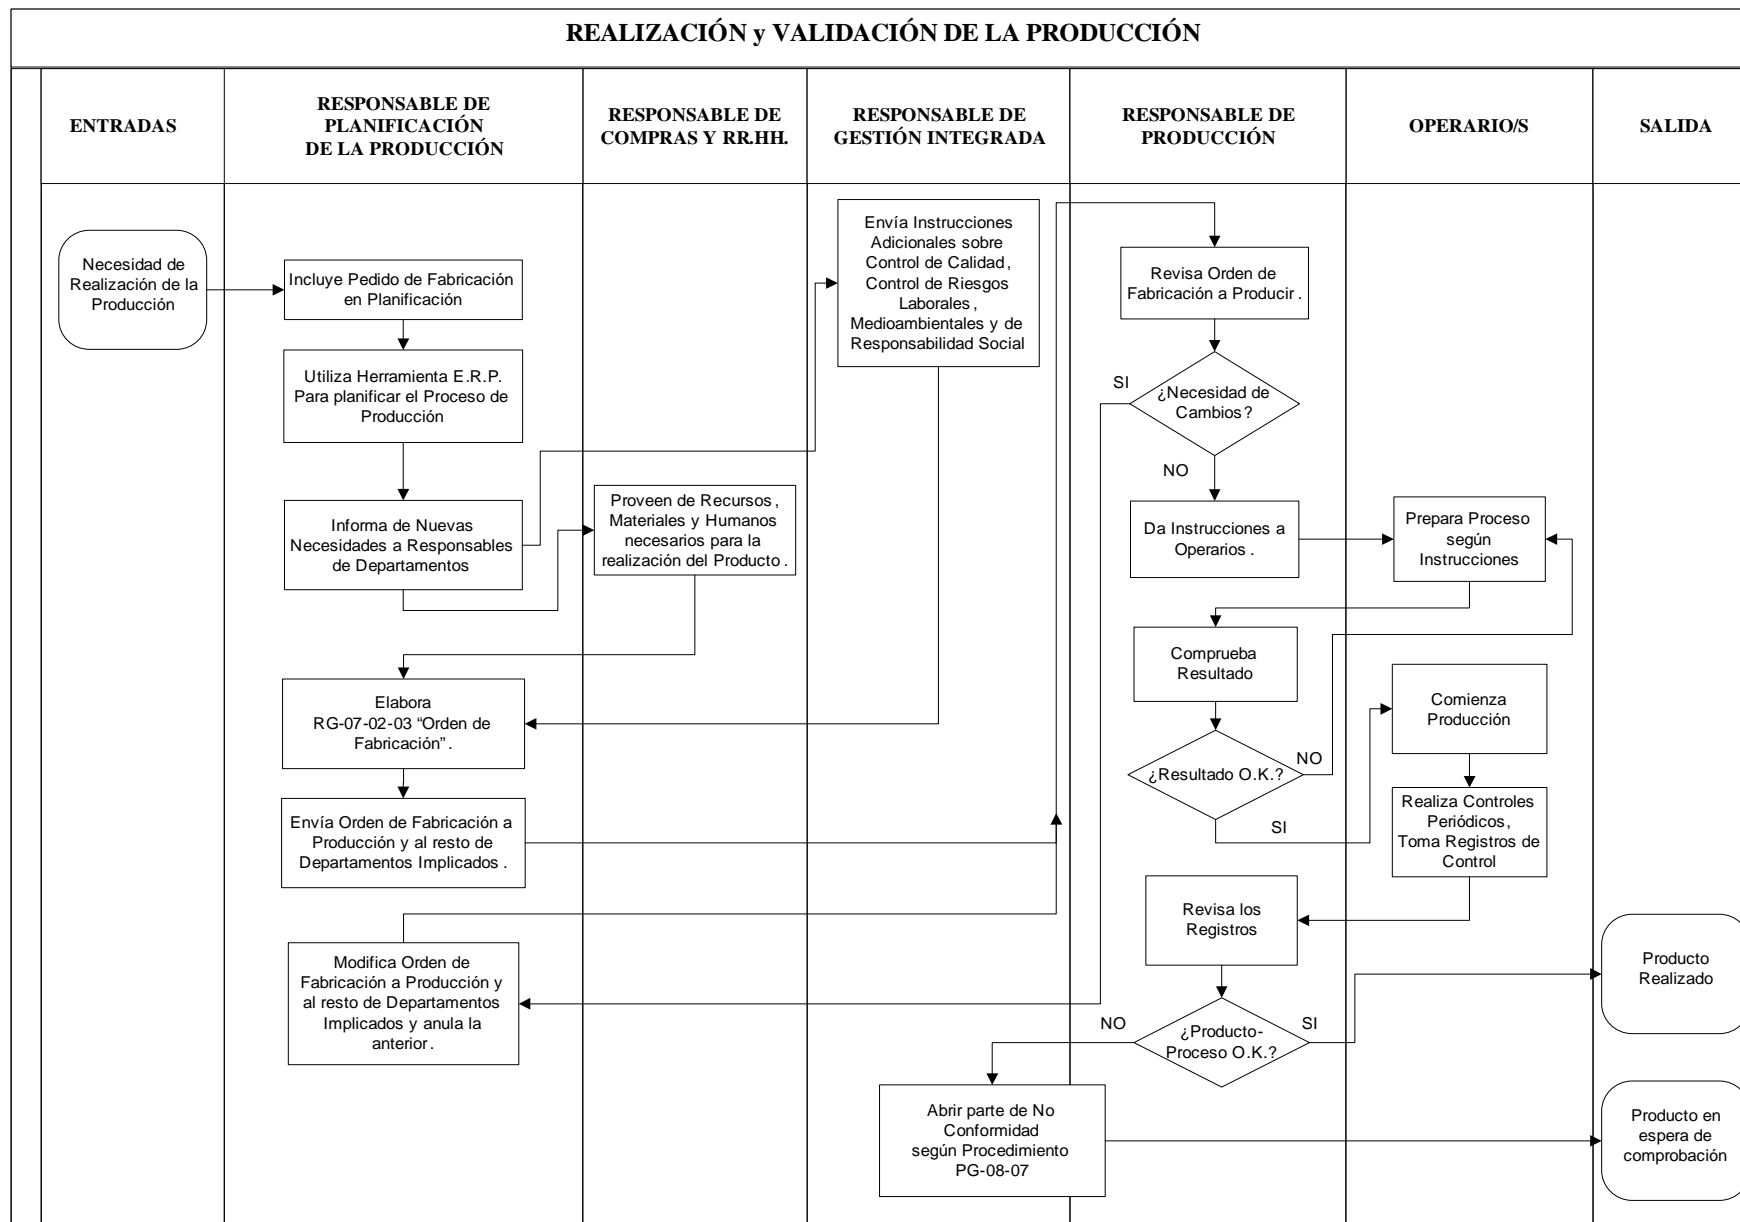 REALIZACIÓN y VALIDACIÓN DE LA PRODUCCIÓN
ENTRADAS
RESPONSABLE DE
PLANIFICACIÓN
DE LA PRODUCCIÓN
RESPONSABLE DE
COMPRAS Y RR.HH.
RESPONSABLE DE
GESTIÓN INTEGRADA
RESPONSABLE DE
PRODUCCIÓN
OPERARIO/S
SALIDA
Necesidad de
Realización de la
Producción
Incluye Pedido de Fabricación
en Planificación
Utiliza Herramienta E.R.P.
Para planificar el Proceso de
Producción
Informa de Nuevas
Necesidades a Responsables
de Departamentos
Proveen de Recursos,
Materiales y Humanos
necesarios para la
realización del Producto.
Envía Instrucciones
Adicionales sobre
Control de Calidad,
Control de Riesgos
Laborales,
Medioambientales y de
Responsabilidad Social
Elabora
RG-07-02-03 “Orden de
Fabricación”.
Envía Orden de Fabricación a
Producción y al resto de
Departamentos Implicados.
Modifica Orden de
Fabricación a Producción y
al resto de Departamentos
Implicados y anula la
anterior.
Revisa Orden de
Fabricación a Producir.
¿Necesidad de
Cambios?
SI
NO
Da Instrucciones a
Operarios.
Prepara Proceso
según
Instrucciones
Comprueba
Resultado
¿Resultado O.K.?
NO
SI
Comienza
Producción
Realiza Controles
Periódicos,
Toma Registros de
Control
Revisa los
Registros
¿Producto-
Proceso O.K.?
NO
SI
Abrir parte de No
Conformidad
según Procedimiento
PG-08-07
Producto
Realizado
Producto en
espera de
comprobación